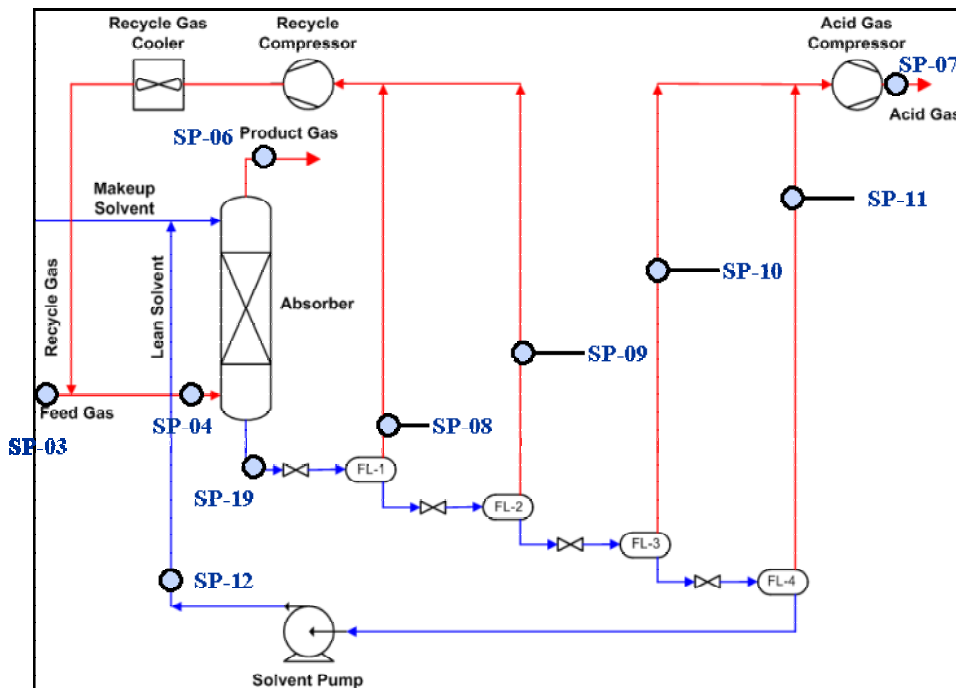 Recycle Gas
Cooler
Recycle
Compressor
Acid Gas
Compressor
SP-07
Acid Gas
SP-06
Product Gas
Makeup
Solvent
SP-11
SP-10
Recycle Gas
Lean Solvent
Absorber
SP-09
Feed Gas
SP-04
SP-03
SP-08
FL-1
SP-19
FL-2
FL-3
SP-12
FL-4
Solvent Pump